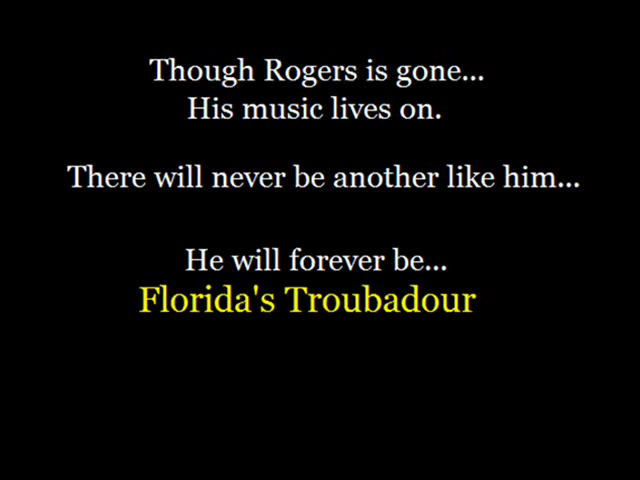 Though Rogers is gone...
His music lives on.
There will never be another like him...
He will forever be...
Florida's Troubadour